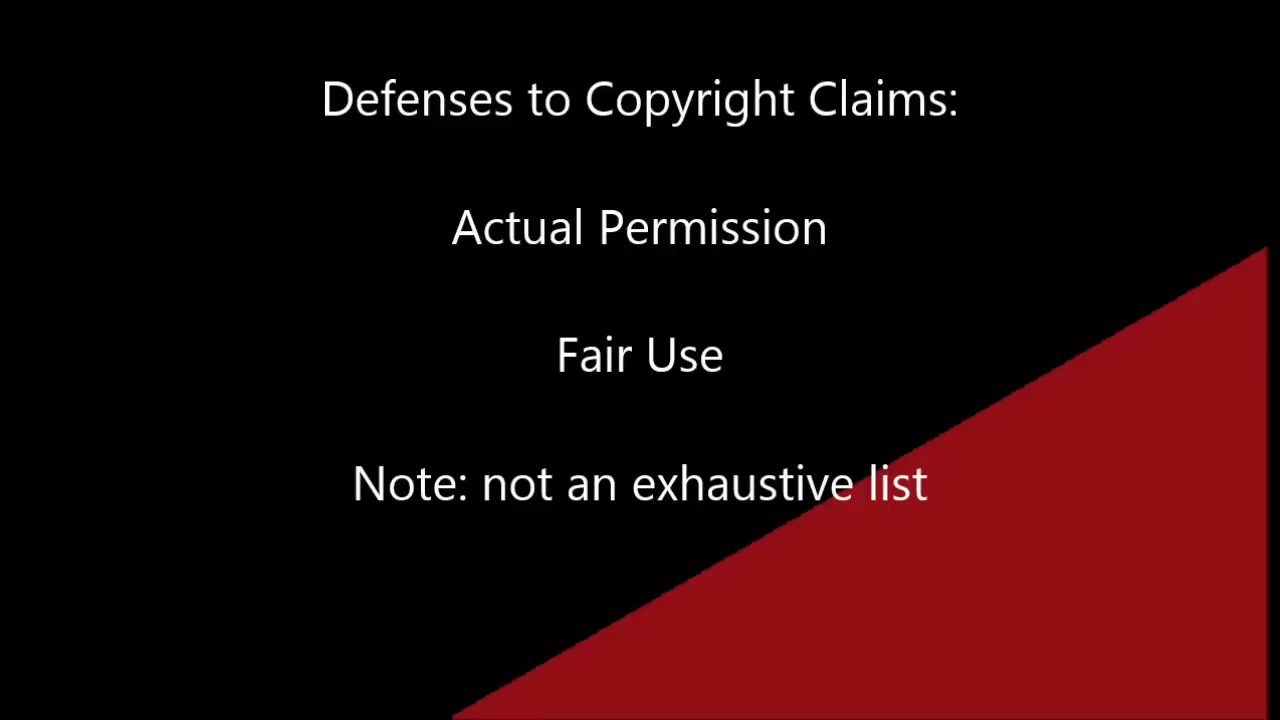 Defenses to Copyright Claims:
Actual Permission
Fair Use
Note: not an exhaustive list